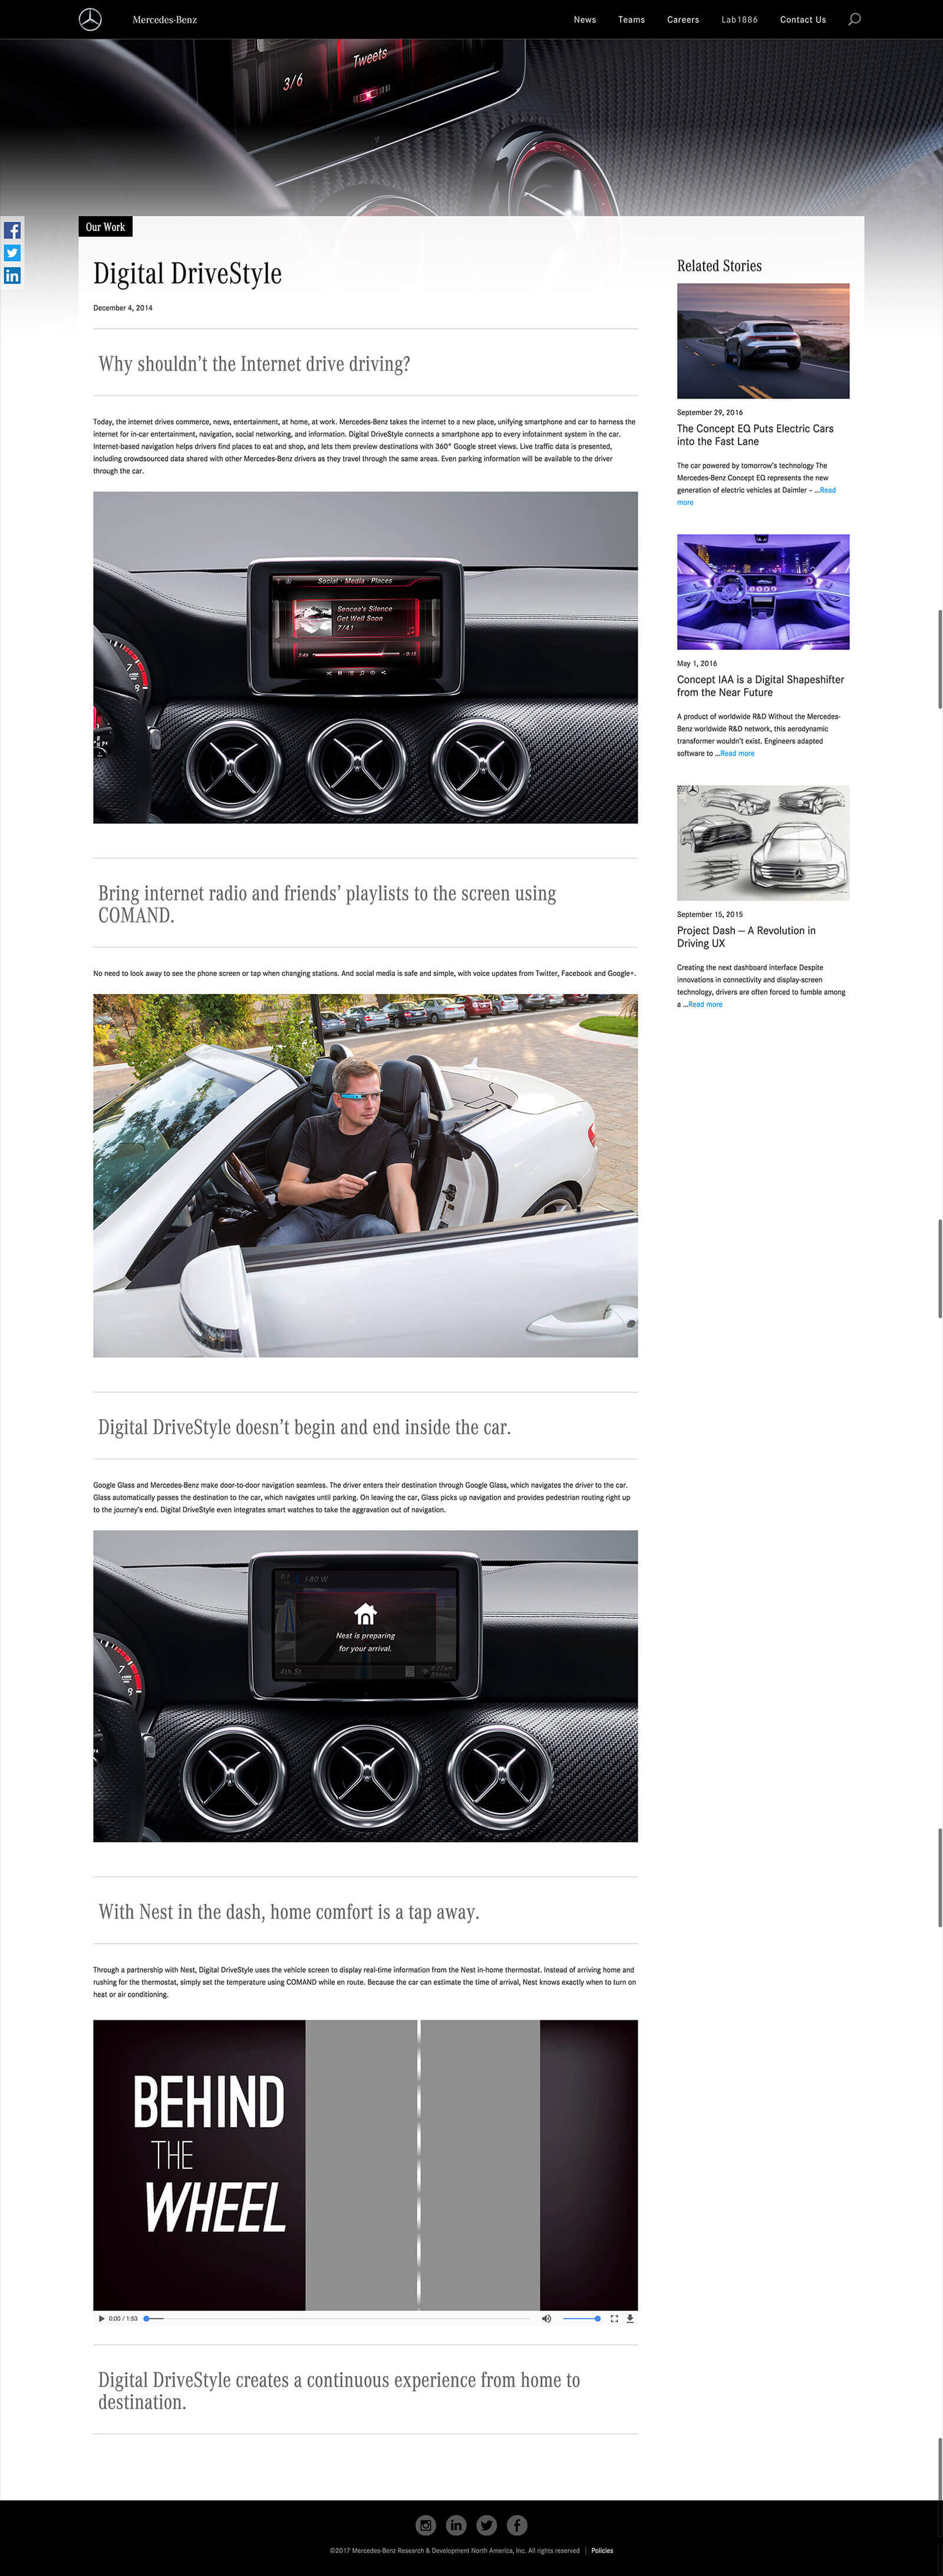 Mercedes-Benz
News Teams Careers Lab1886 Contact Us
3/6
Tweets
Our Work
Digital DriveStyle
December 4, 2014
Why shouldn’t the Internet drive driving?
Today, the internet drives commerce, news, entertainment, at home, at work. Mercedes-Benz takes the internet to a new place, unifying smartphone and car to harness the
internet for in-car entertainment, navigation, social networking, and information. Digital DriveStyle connects a smartphone app to every infotainment system in the car.
Internet-based navigation helps drivers find places to eat and shop, and lets them preview destinations with 360° Google street views. Live traffic data is presented,
including crowdsourced data shared with other Mercedes-Benz drivers as they travel through the same areas. Even parking information will be available to the driver
through the car.
Social · Media · Places
Sencea's Silence
Get Well Soon
7/41
3:48
-0:15
7
8
Bring internet radio and friends’ playlists to the screen using
COMAND.
No need to look away to see the phone screen or tap when changing stations. And social media is safe and simple, with voice updates from Twitter, Facebook and Google+.
Digital DriveStyle doesn’t begin and end inside the car.
Google Glass and Mercedes-Benz make door-to-door navigation seamless. The driver enters their destination through Google Glass, which navigates the driver to the car.
Glass automatically passes the destination to the car, which navigates until parking. On leaving the car, Glass picks up navigation and provides pedestrian routing right up
to the journey’s end. Digital DriveStyle even integrates smart watches to take the aggravation out of navigation.
I-80 W
Nest is preparing
for your arrival.
4th St
7
8
With Nest in the dash, home comfort is a tap away.
Through a partnership with Nest, Digital DriveStyle uses the vehicle screen to display real-time information from the Nest in-home thermostat. Instead of arriving home and
rushing for the thermostat, simply set the temperature using COMAND while en route. Because the car can estimate the time of arrival, Nest knows exactly when to turn on
heat or air conditioning.
BEHIND
THE
WHEEL
0:00 / 1:53
Digital DriveStyle creates a continuous experience from home to
destination.
Related Stories
September 29, 2016
The Concept EQ Puts Electric Cars
into the Fast Lane
The car powered by tomorrow’s technology The
Mercedes-Benz Concept EQ represents the new
generation of electric vehicles at Daimler – ...Read
more
May 1, 2016
Concept IAA is a Digital Shapeshifter
from the Near Future
A product of worldwide R&D Without the Mercedes-
Benz worldwide R&D network, this aerodynamic
transformer wouldn’t exist. Engineers adapted
software to ...Read more
September 15, 2015
Project Dash – A Revolution in
Driving UX
Creating the next dashboard interface Despite
innovations in connectivity and display-screen
technology, drivers are often forced to fumble among
a ...Read more
©2017 Mercedes-Benz Research & Development North America, Inc. All rights reserved | Policies